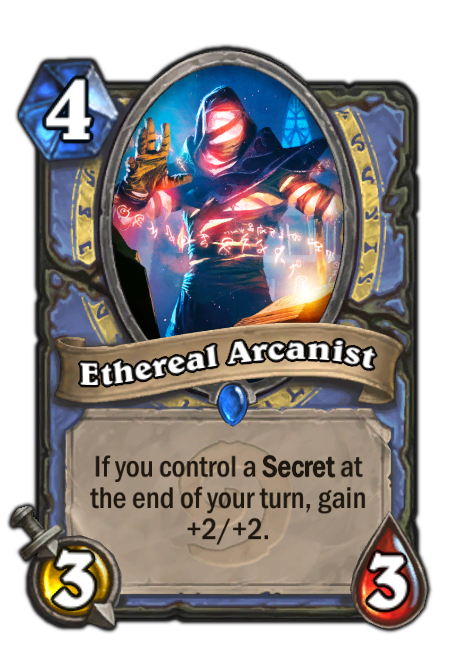 4
Ethereal Arcanist
If you control a Secret at
the end of your turn, gain
+2/+2.
3
3